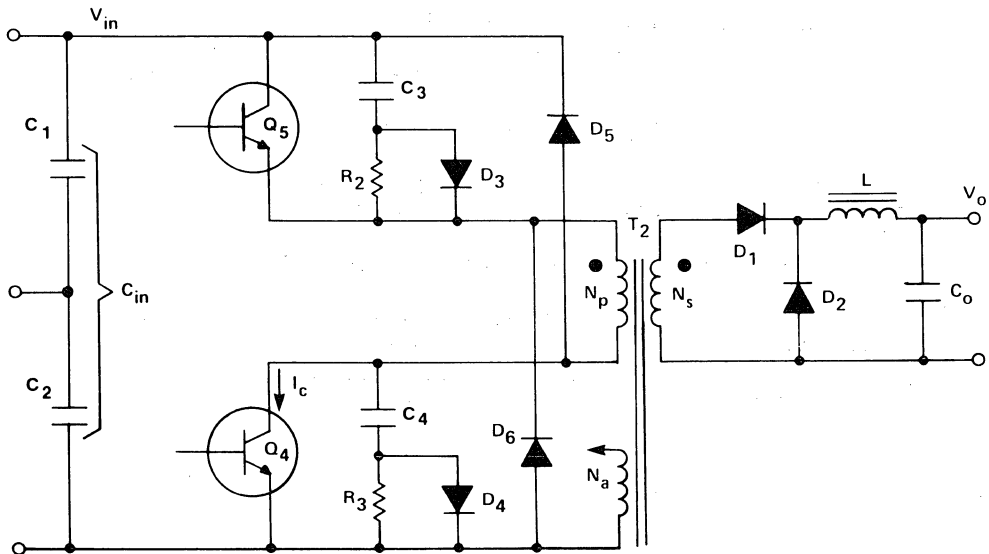 V_in
C_1
Q_5
C_3
R_2
D_3
D_5
T_2
L
V_o
D_1
D_2
C_o
N_p
N_s
C_in
C_2
I_c
Q_4
C_4
R_3
D_4
D_6
N_a